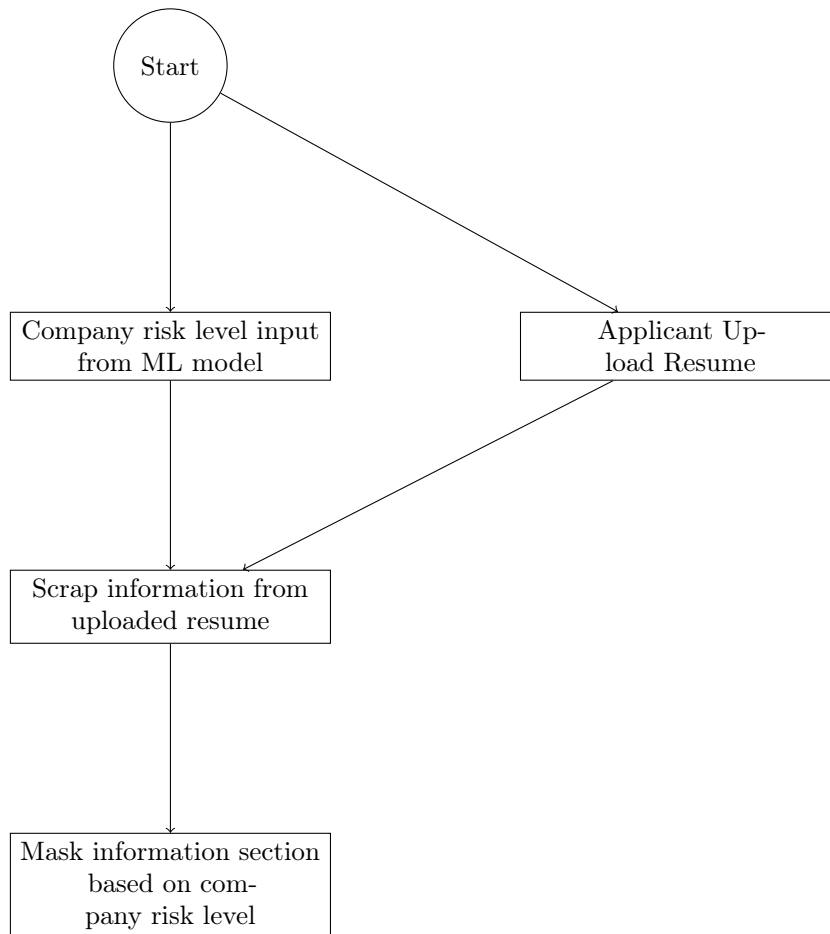 Start
Company risk level input
from ML model
Applicant Up-
load Resume
Scrap information from
uploaded resume
Mask information section
based on com-
pany risk level